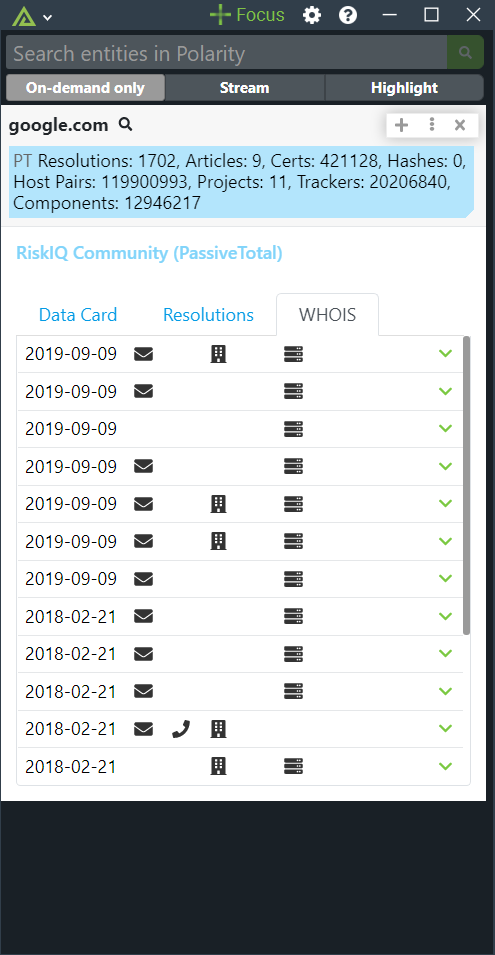 Focus
Search entities in Polarity
On-demand only Stream Highlight
google.com
PT Resolutions: 1702, Articles: 9, Certs: 421128, Hashes: 0,
Host Pairs: 119900993, Projects: 11, Trackers: 20206840,
Components: 12946217
RiskIQ Community (PassiveTotal)
Data Card Resolutions WHOIS
2019-09-09
2019-09-09
2019-09-09
2019-09-09
2019-09-09
2019-09-09
2019-09-09
2018-02-21
2018-02-21
2018-02-21
2018-02-21
2018-02-21